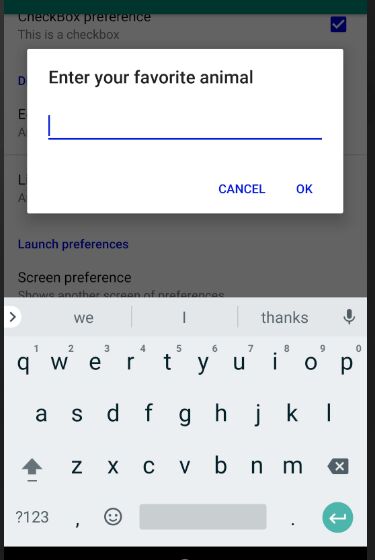 CheckBox preference
This is a checkbox
D
Enter your favorite animal
E
A
CANCEL OK
Li
A
Launch preferences
Screen preference
Shows another screen of preferences
we I thanks
1 2 3 4 5 6 7 8 9 0
q w e r t y u i o p
a s d f g h j k l
z x c v b n m
?123 , .